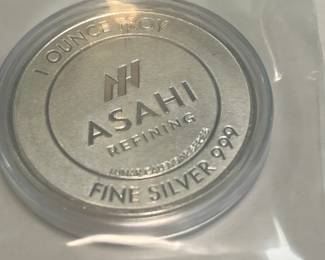 1 OUNCE TROY
ASAHI
REFINING
FINE SILVER 999